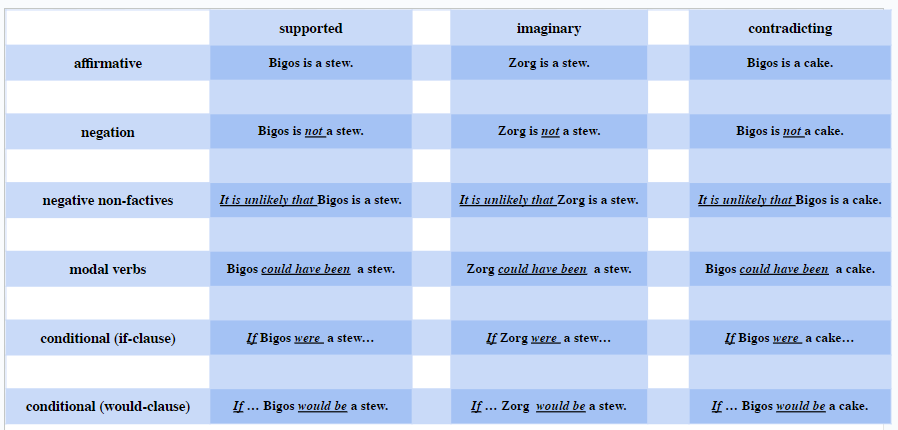 supported imaginary contradicting
affirmative Bigos is a stew. Zorg is a stew. Bigos is a cake.
negation Bigos is not a stew. Zorg is not a stew. Bigos is not a cake.
negative non-factives It is unlikely that Bigos is a stew. It is unlikely that Zorg is a stew. It is unlikely that Bigos is a cake.
modal verbs Bigos could have been a stew. Zorg could have been a stew. Bigos could have been a cake.
conditional (if-clause) If Bigos were a stew… If Zorg were a stew… If Bigos were a cake…
conditional (would-clause) If … Bigos would be a stew. If … Zorg would be a stew. If … Bigos would be a cake.